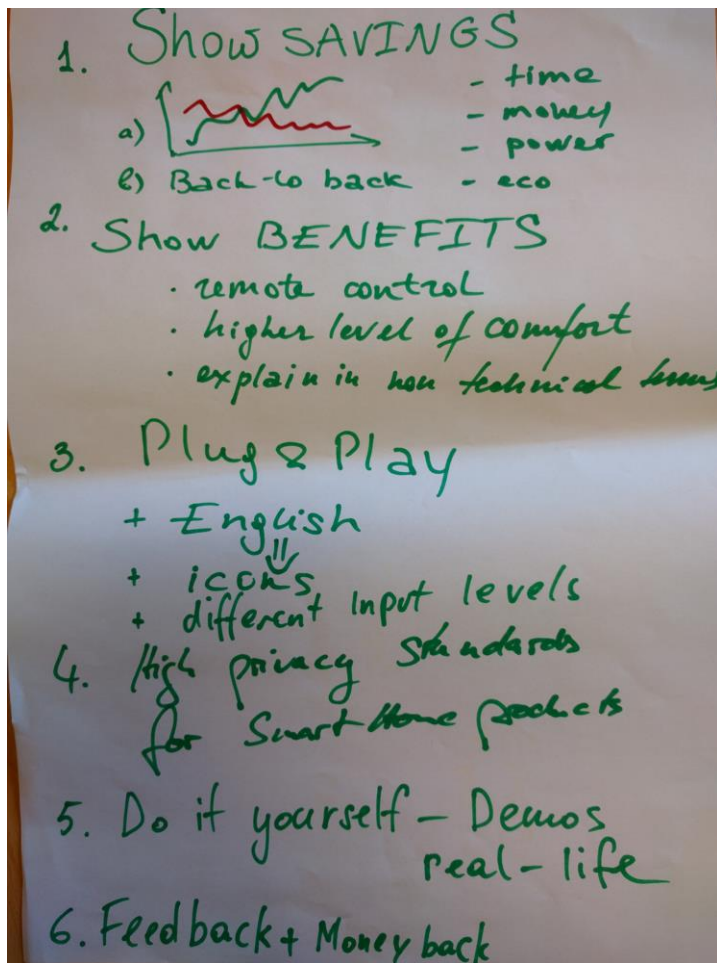 1. Show SAVINGS
- time
- money
a)
- power
b) Back-to back - eco
2. Show BENEFITS
· remote control
· higher level of comfort
· explain in non technical terms
3. Plug & Play
+ English
+ icons
+ different Input levels
4. High privacy standards
for Smart Home products
5. Do it yourself - Demos
real-life
6. Feedback + Money back